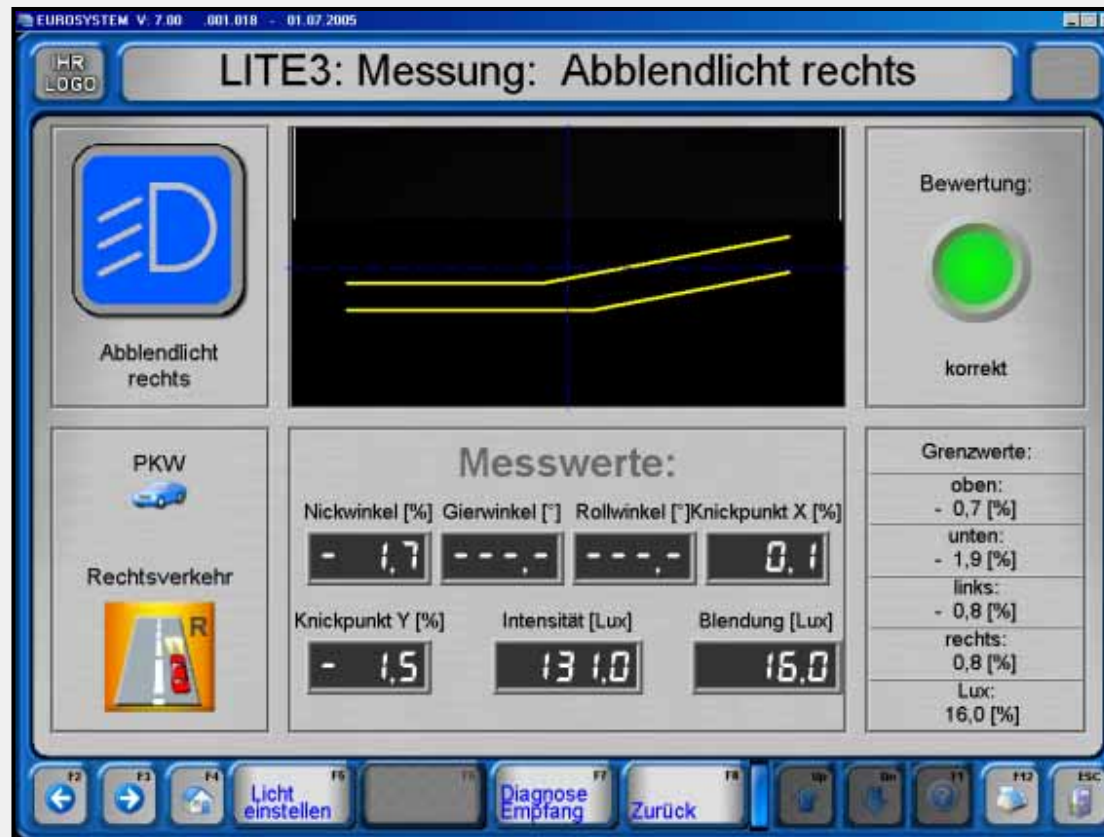 EUROSYSTEM V: 7.00 .001.018 - 01.07.2005
IHR
LOGO
LITE3: Messung: Abblendlicht rechts
Abblendlicht
rechts
Bewertung:
korrekt
PKW
Rechtsverkehr
R
Messwerte:
Nickwinkel [%] Gierwinkel [°] Rollwinkel [°] Knickpunkt X [%]
- 1,7 ---.- ---.- 0.1
Knickpunkt Y [%] Intensität [Lux] Blendung [Lux]
- 1,5 131,0 16,0
Grenzwerte:
oben:
- 0,7 [%]
unten:
- 1,9 [%]
links:
- 0,8 [%]
rechts:
0,8 [%]
Lux:
16,0 [%]
F2 F3 F4 F5 F6 F7 F8 Up Dn F1 F12 ESC
Licht
einstellen
Diagnose
Empfang
Zurück